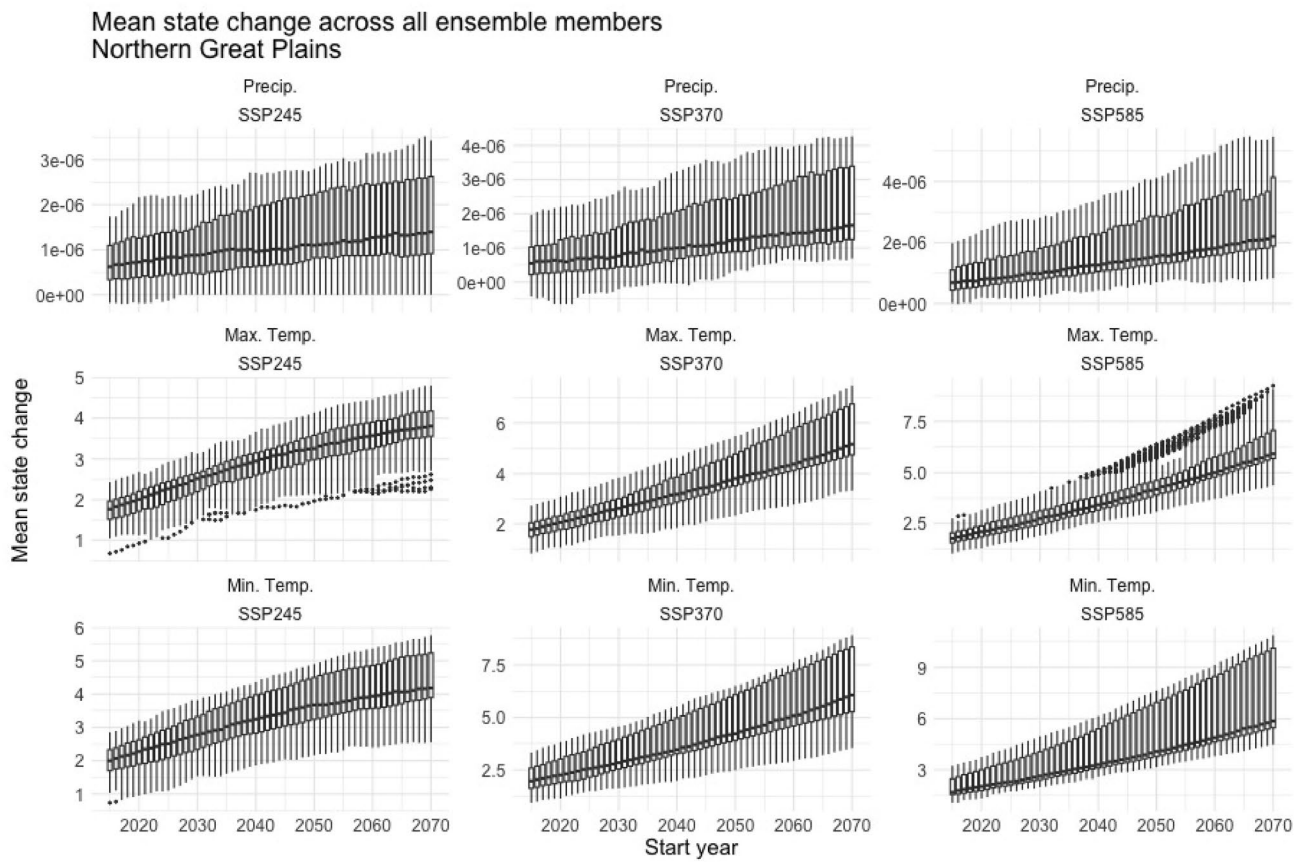 Mean state change across all ensemble members
Northern Great Plains
Precip. Precip. Precip.
SSP245 SSP370 SSP585
3e-06
2e-06
1e-06
0e+00
4e-06
3e-06
2e-06
1e-06
0e+00
4e-06
2e-06
0e+00
Max. Temp. Max. Temp. Max. Temp.
SSP245 SSP370 SSP585
5
4
3
2
1
6
4
2
7.5
5.0
2.5
Mean state change
Min. Temp. Min. Temp. Min. Temp.
SSP245 SSP370 SSP585
6
5
4
3
2
1
7.5
5.0
2.5
9
6
3
2020 2030 2040 2050 2060 2070 2020 2030 2040 2050 2060 2070 2020 2030 2040 2050 2060 2070
Start year